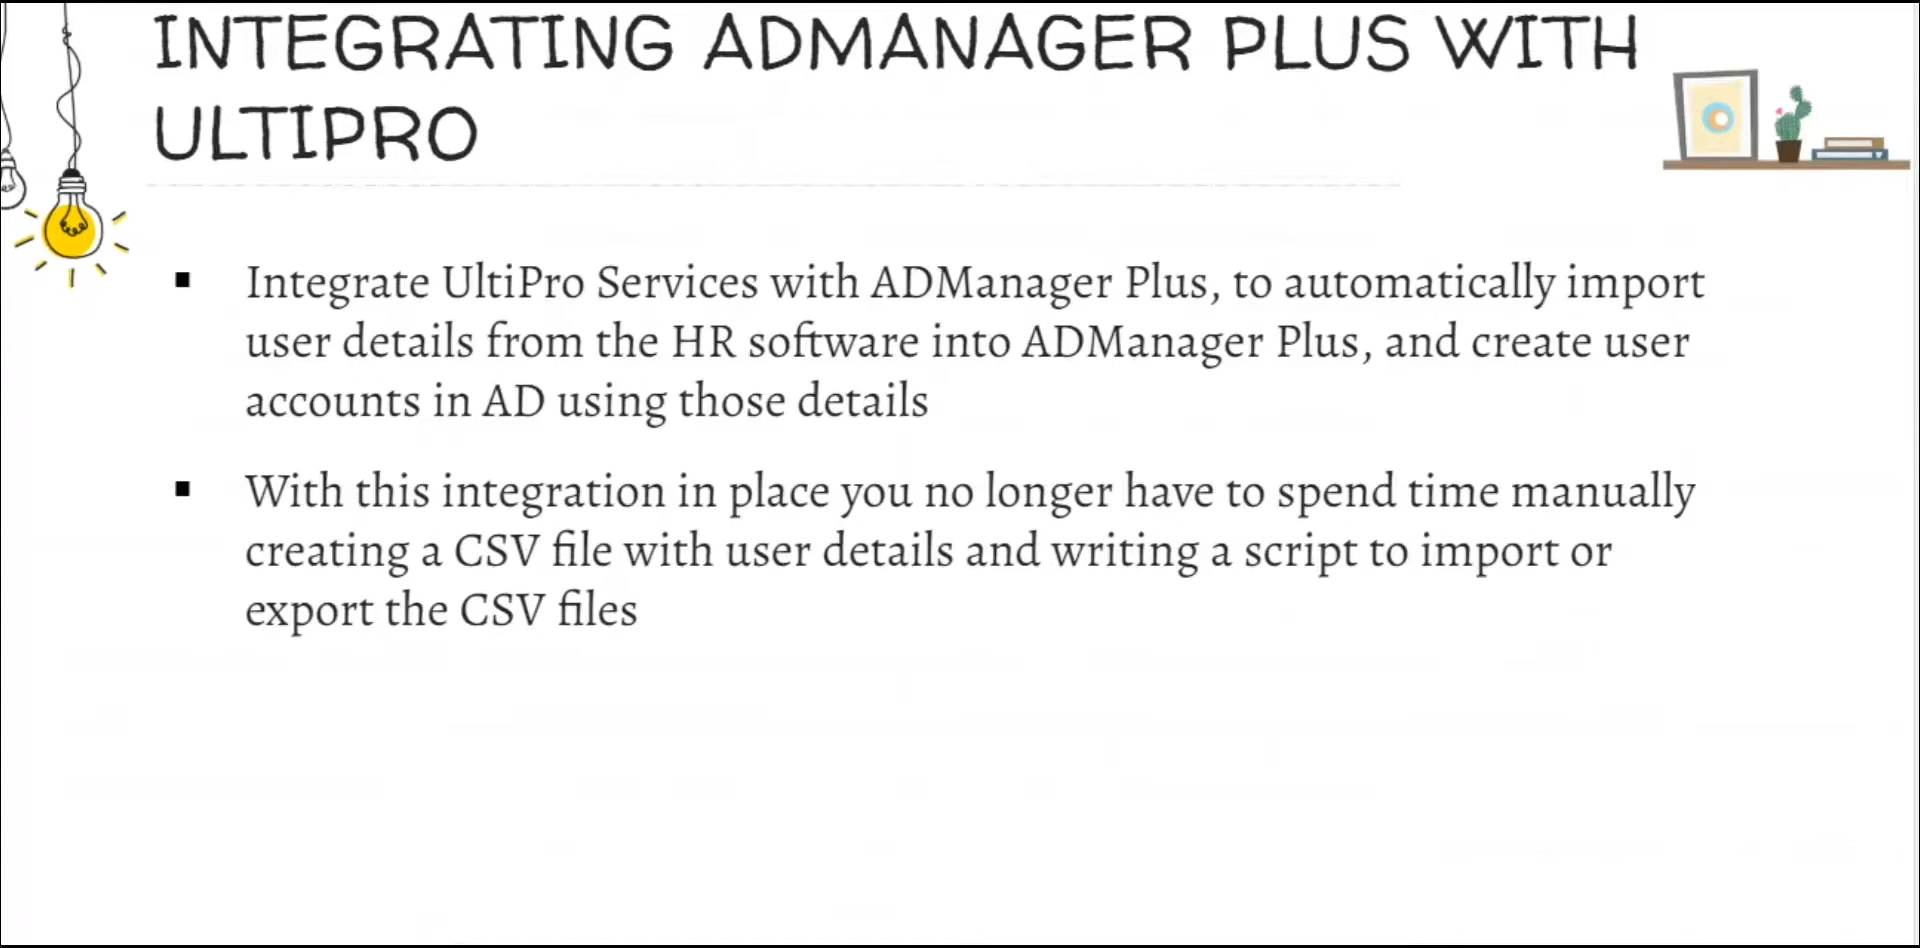 INTEGRATING ADMANAGER PLUS WITH
ULTIPRO
▪ Integrate UltiPro Services with ADManager Plus, to automatically import
user details from the HR software into ADManager Plus, and create user
accounts in AD using those details
▪ With this integration in place you no longer have to spend time manually
creating a CSV file with user details and writing a script to import or
export the CSV files